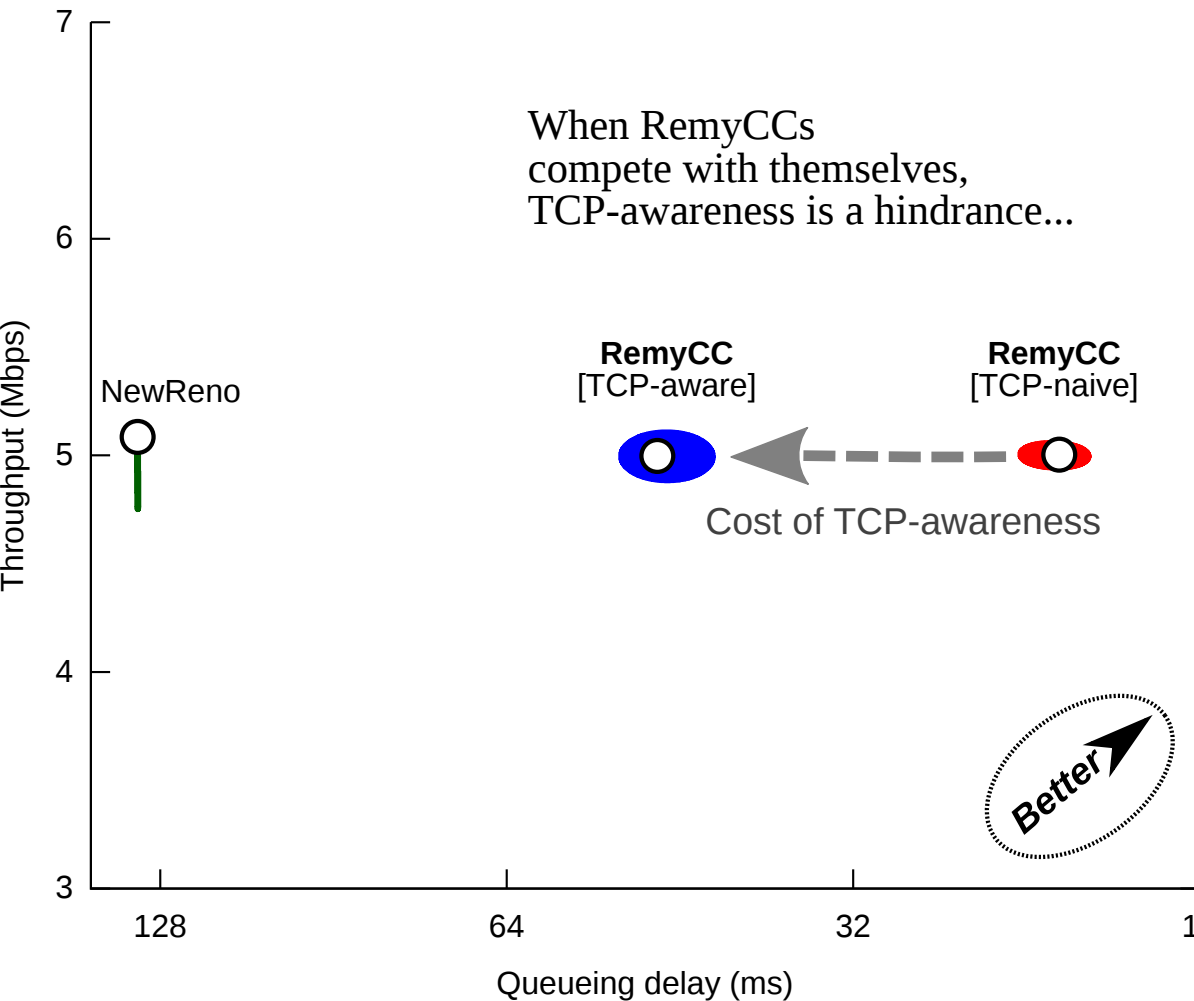 7
When RemyCCs
compete with themselves,
TCP-awareness is a hindrance...
6
RemyCC
[TCP-aware]
RemyCC
[TCP-naive]
NewReno
5
Cost of TCP-awareness
Throughput (Mbps)
4
Better
3
128
64
32
1
Queueing delay (ms)